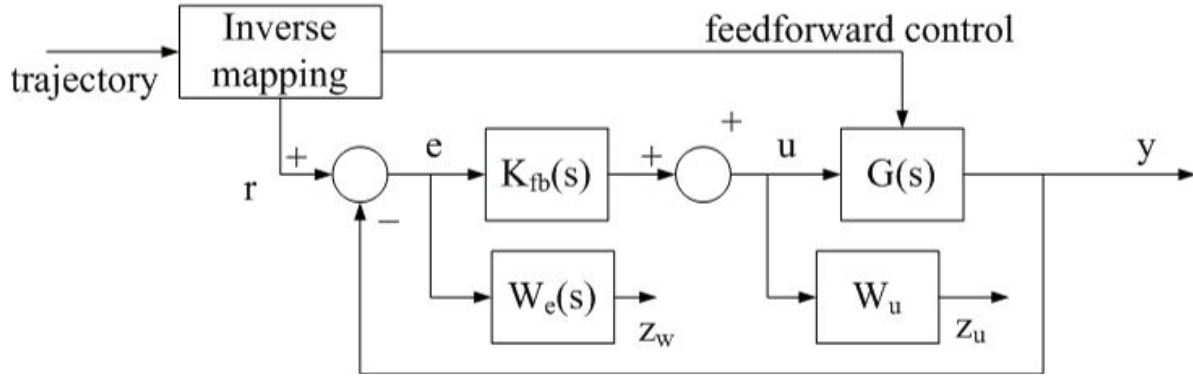 Inverse
mapping
feedforward control
trajectory
+
e
K_fb(s)
+
+
u
G(s)
y
r
−
W_e(s)
z_w
W_u
z_u